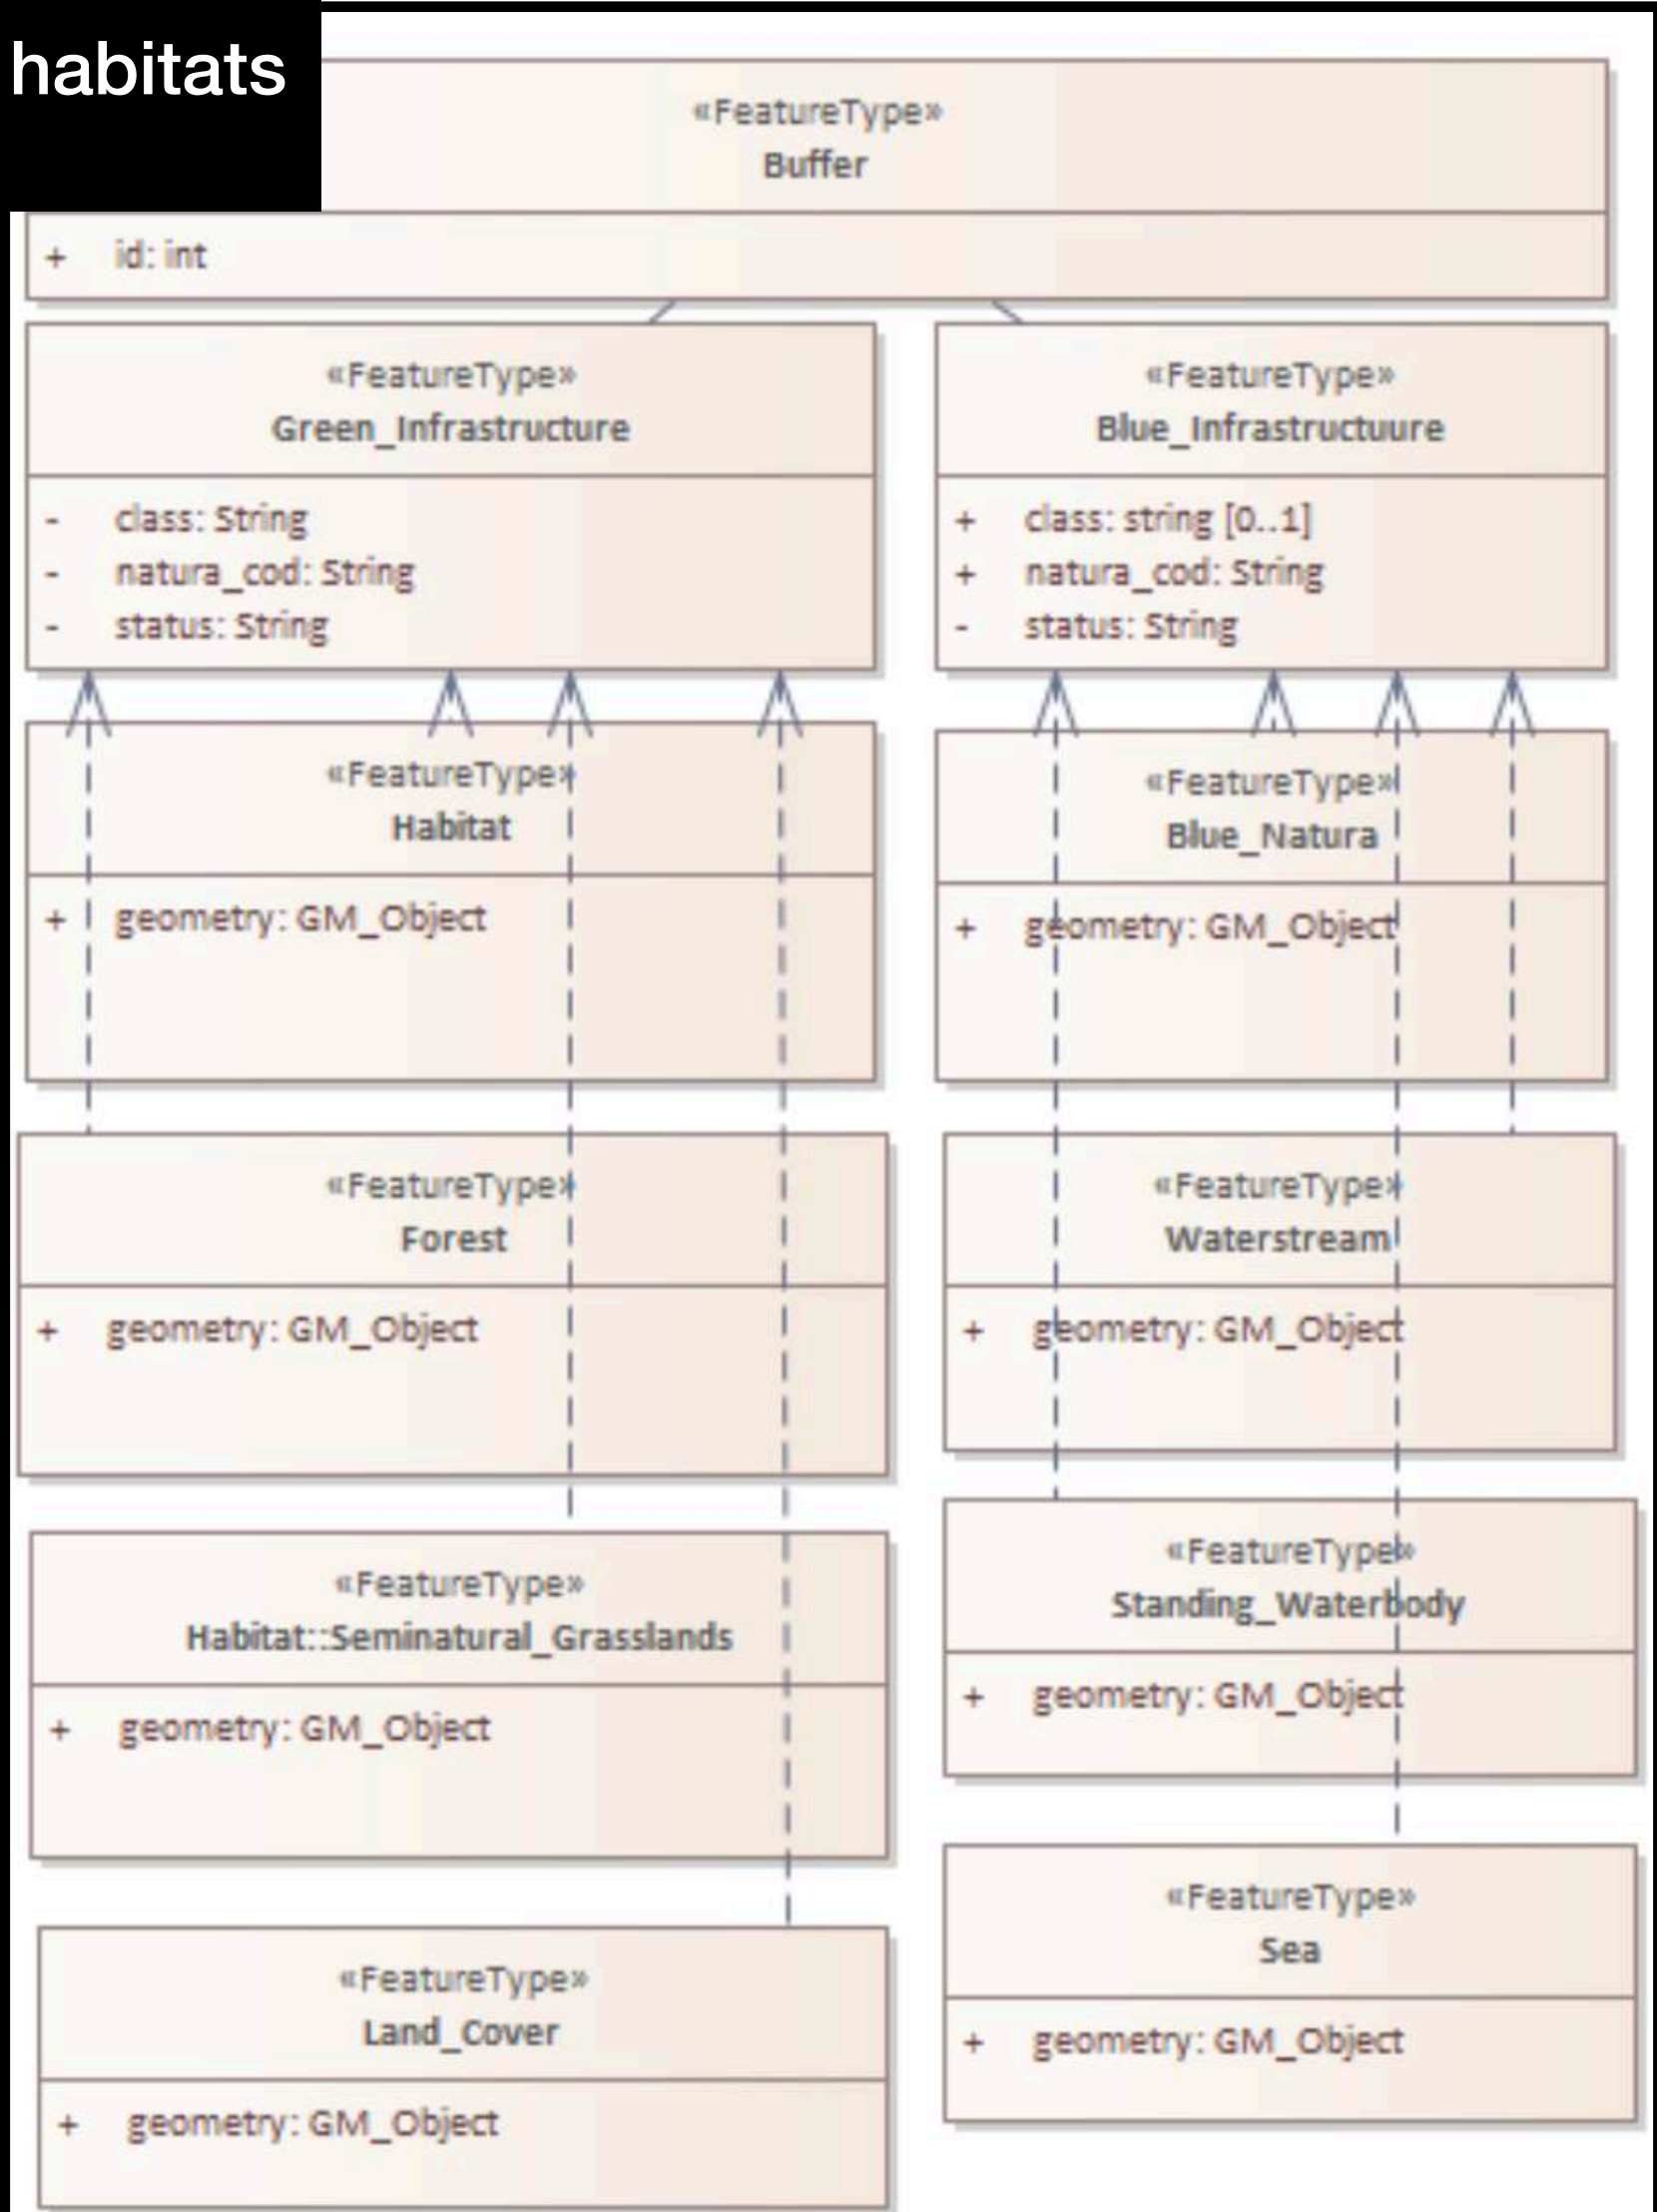 habitats
«FeatureType»
Buffer
+ id: int
«FeatureType»
Green_Infrastructure
- class: String
- natura_cod: String
- status: String
«FeatureType»
Blue_Infrastructuure
+ class: string [0..1]
+ natura_cod: String
- status: String
«FeatureType»
Habitat
+ geometry: GM_Object
«FeatureType»
Blue_Natura
+ geometry: GM_Object
«FeatureType»
Forest
+ geometry: GM_Object
«FeatureType»
Waterstream
+ geometry: GM_Object
«FeatureType»
Habitat::Seminatural_Grasslands
+ geometry: GM_Object
«FeatureType»
Standing_Waterbody
+ geometry: GM_Object
«FeatureType»
Land_Cover
+ geometry: GM_Object
«FeatureType»
Sea
+ geometry: GM_Object